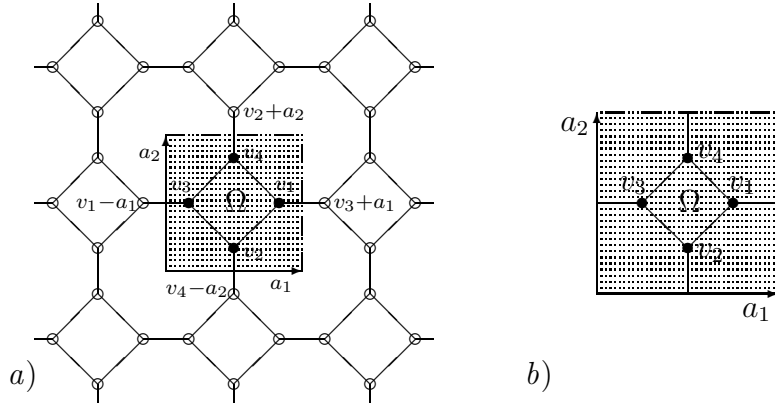 v₂+a₂
a₂
v₄
v₃
v₁
v₁−a₁
Ω
v₃+a₁
v₂
v₄−a₂
a₁
a)
a₂
v₄
v₃
v₁
Ω
v₂
a₁
b)